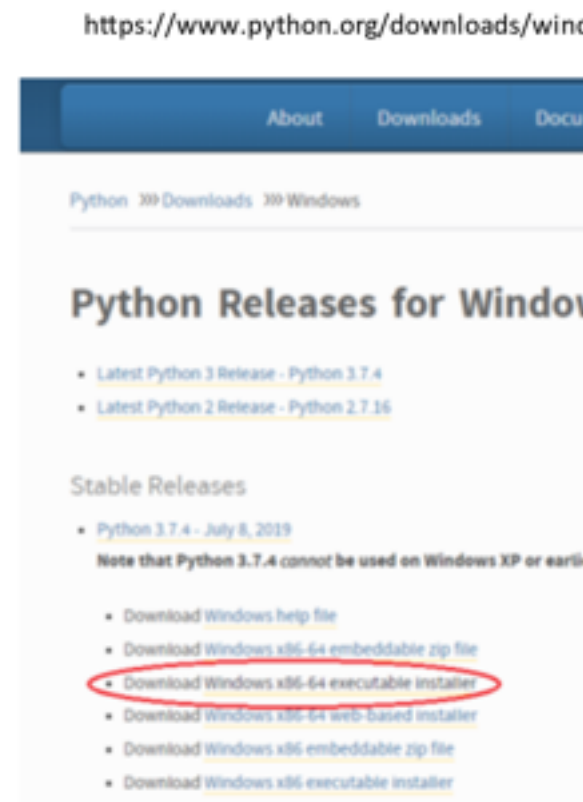 https://www.python.org/downloads/wind
About Downloads Docu
Python >>> Downloads >>> Windows
Python Releases for Window
Latest Python 3 Release - Python 3.7.4
Latest Python 2 Release - Python 2.7.16
Stable Releases
Python 3.7.4 - July 8, 2019
Note that Python 3.7.4 cannot be used on Windows XP or earlie
Download Windows help file
Download Windows x86-64 embeddable zip file
Download Windows x86-64 executable installer
Download Windows x86-64 web-based installer
Download Windows x86 embeddable zip file
Download Windows x86 executable installer